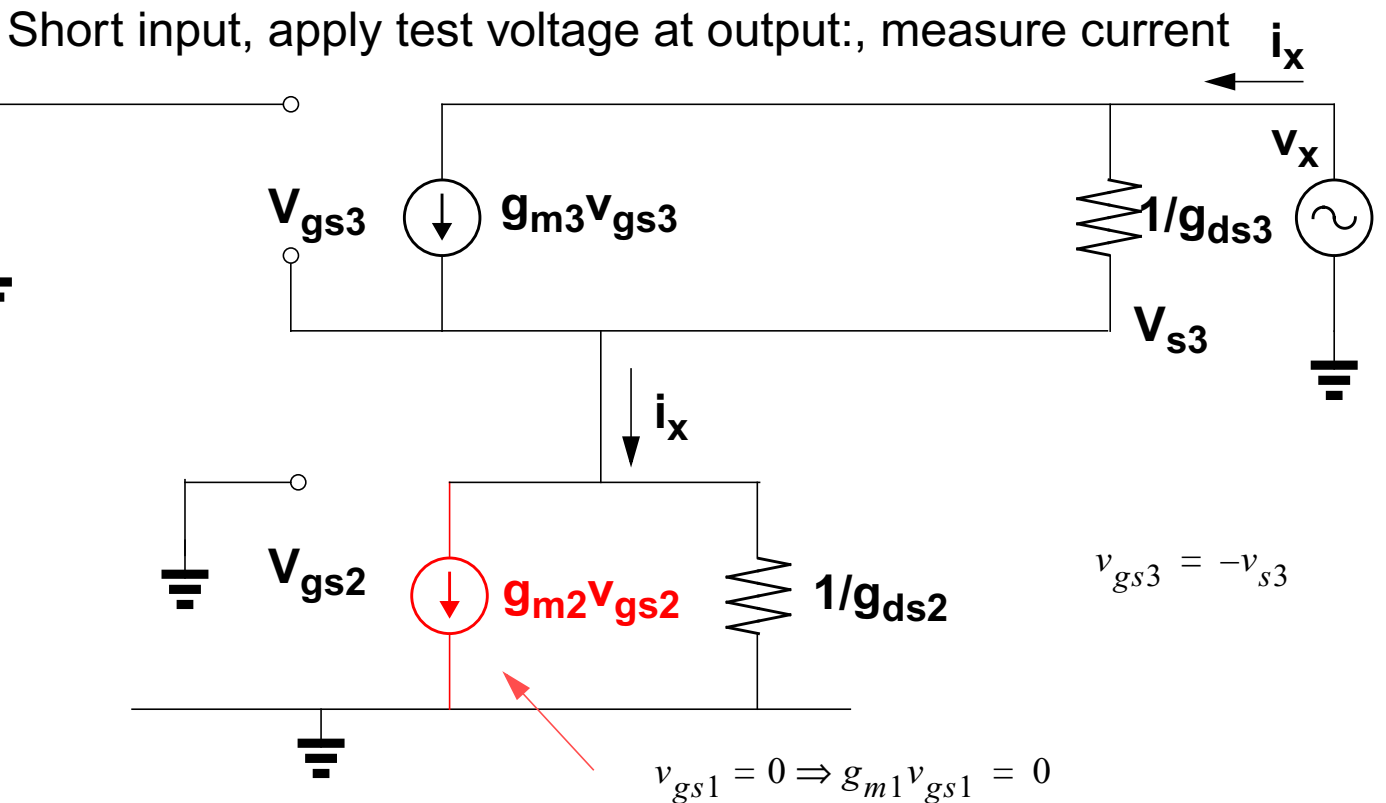 Short input, apply test voltage at output:, measure current
i_x
v_x
V_gs3
g_m3v_gs3
1/g_ds3
V_s3
i_x
V_gs2
g_m2v_gs2
1/g_ds2
v_gs3 = −v_s3
v_gs1 = 0 ⇒ g_m1v_gs1 = 0